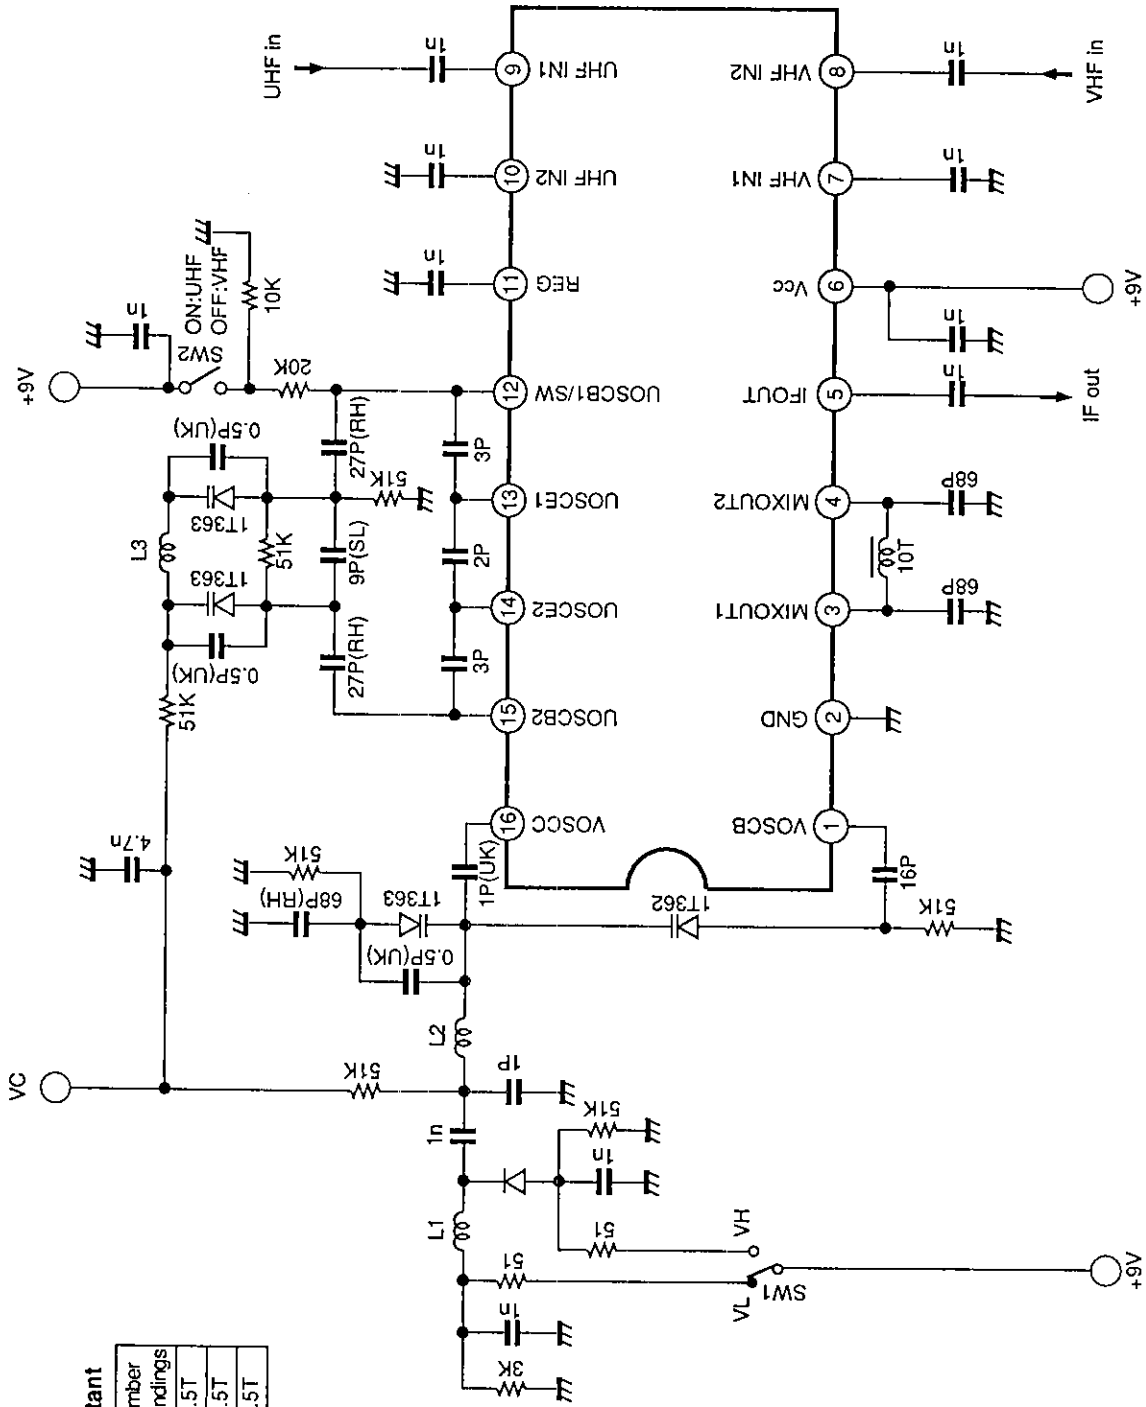 VC
+9V
UHF in
1n
1n
SW2
ON:UHF
OFF:VHF
10K
20K
0.5P(UK)
1T363
L3
51K
1T363
0.5P(UK)
51K
4.7n
27P(RH)
51K
9P(SL)
27P(RH)
3P
2P
3P
1n
1n
9
UHF IN1
10
UHF IN2
11
REG
12
UOSCB1/SW
13
UOSCE1
14
UOSCE2
15
UOSCB2
16
VOSCC
8
VHF IN2
7
VHF IN1
6
Vcc
5
IFOUT
4
MIXOUT2
3
MIXOUT1
2
GND
1
VOSCB
1n
VHF in
1n
1n
+9V
1n
IF out
68P
10T
68P
16P
51K
1T362
1P(UK)
51K
68P(RH)
1T363
0.5P(UK)
L2
51K
1P
1n
51K
1n
L1
51
VH
51
VL
SW1
+9V
1n
3K
tant
mber
ndings
.5T
.5T
.5T